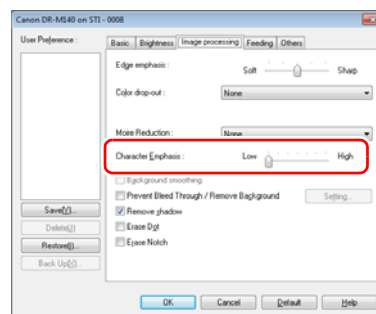 Canon DR-M140 on STI - 0008
User Preference :
Basic Brightness Image processing Feeding Others
Edge emphasis : Soft Sharp
Color drop-out : None
Moire Reduction : None
Character Emphasis : Low High
Background smoothing
Prevent Bleed Through / Remove Background Setting...
Save(V)... Remove shadow
Delete(J) Erase Dot
Restore(I)... Erase Notch
Back Up(X)...
OK Cancel Default Help